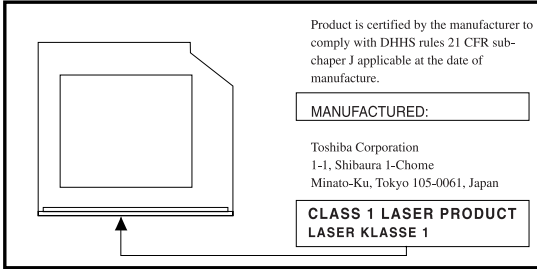 Product is certified by the manufacturer to
comply with DHHS rules 21 CFR sub-
chaper J applicable at the date of
manufacture.
MANUFACTURED:
Toshiba Corporation
1-1, Shibaura 1-Chome
Minato-Ku, Tokyo 105-0061, Japan
CLASS 1 LASER PRODUCT
LASER KLASSE 1